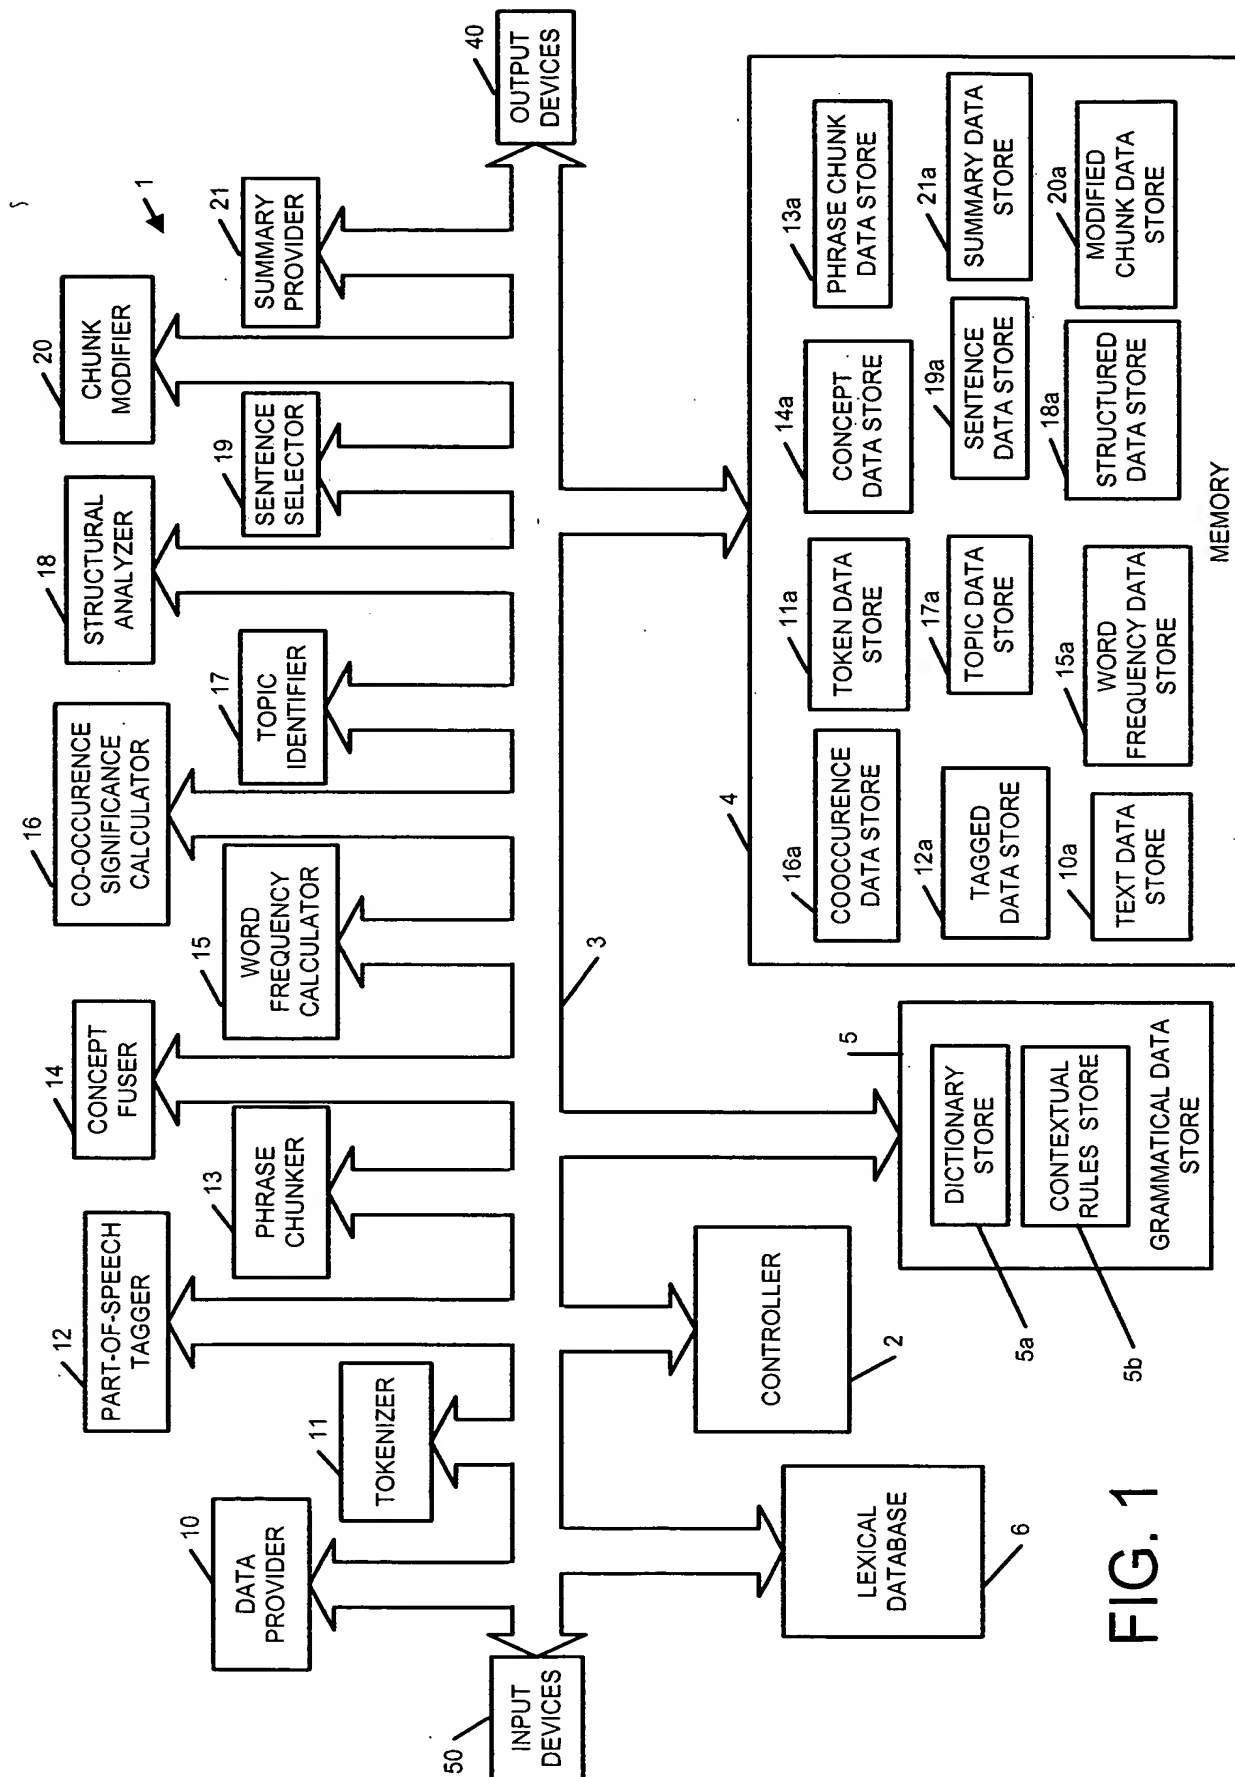 1
50
INPUT
DEVICES
10
DATA
PROVIDER
11
TOKENIZER
12
PART-OF-SPEECH
TAGGER
13
PHRASE
CHUNKER
14
CONCEPT
FUSER
15
WORD
FREQUENCY
CALCULATOR
16
CO-OCCURENCE
SIGNIFICANCE
CALCULATOR
17
TOPIC
IDENTIFIER
18
STRUCTURAL
ANALYZER
19
SENTENCE
SELECTOR
20
CHUNK
MODIFIER
21
SUMMARY
PROVIDER
40
OUTPUT
DEVICES
3
LEXICAL
DATABASE
6
CONTROLLER
2
5
DICTIONARY
STORE
CONTEXTUAL
RULES STORE
GRAMMATICAL DATA
STORE
5a
5b
4
16a
COOCCURENCE
DATA STORE
11a
TOKEN DATA
STORE
14a
CONCEPT
DATA STORE
13a
PHRASE CHUNK
DATA STORE
12a
TAGGED
DATA STORE
17a
TOPIC DATA
STORE
19a
SENTENCE
DATA STORE
21a
SUMMARY DATA
STORE
10a
TEXT DATA
STORE
15a
WORD
FREQUENCY DATA
STORE
18a
STRUCTURED
DATA STORE
20a
MODIFIED
CHUNK DATA
STORE
MEMORY
FIG. 1